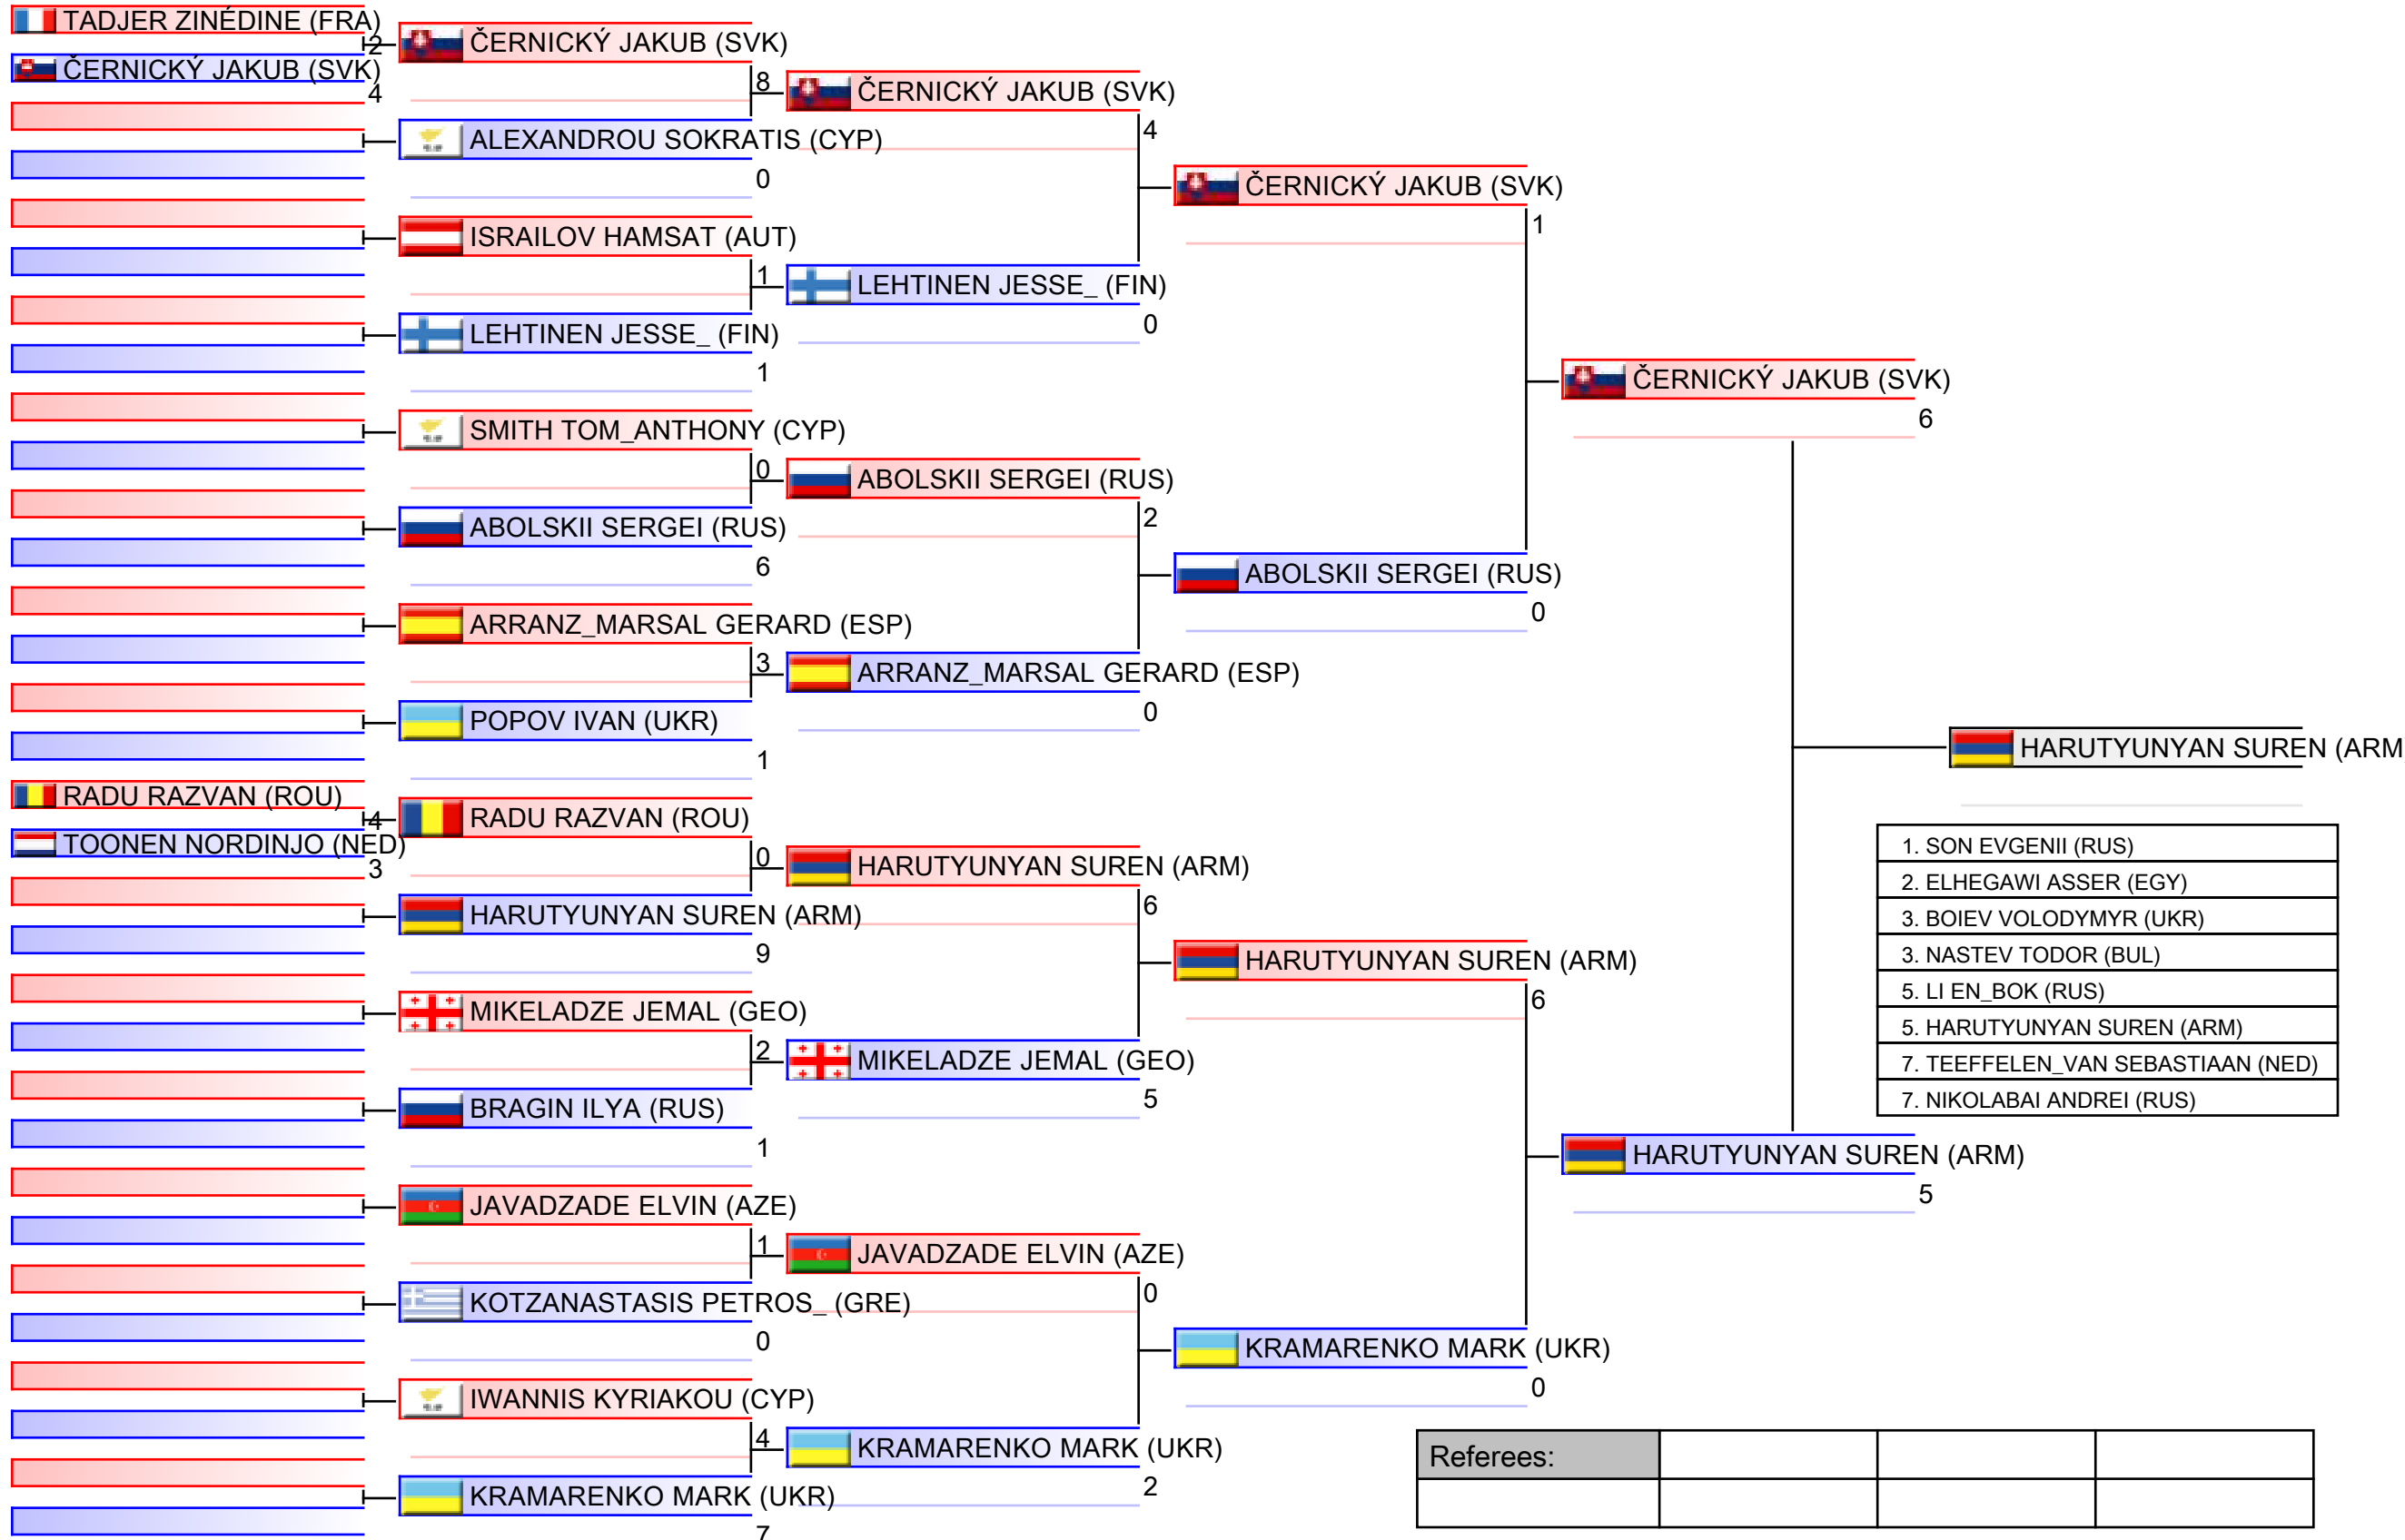 TADJER ZINÉDINE (FRA)
2
ČERNICKÝ JAKUB (SVK)
4
RADU RAZVAN (ROU)
4
TOONEN NORDINJO (NED)
3
ČERNICKÝ JAKUB (SVK)
8
ALEXANDROU SOKRATIS (CYP)
0
ISRAILOV HAMSAT (AUT)
1
LEHTINEN JESSE_ (FIN)
1
SMITH TOM_ANTHONY (CYP)
0
ABOLSKII SERGEI (RUS)
6
ARRANZ_MARSAL GERARD (ESP)
3
POPOV IVAN (UKR)
1
RADU RAZVAN (ROU)
0
HARUTYUNYAN SUREN (ARM)
9
MIKELADZE JEMAL (GEO)
2
BRAGIN ILYA (RUS)
1
JAVADZADE ELVIN (AZE)
1
KOTZANASTASIS PETROS_ (GRE)
0
IWANNIS KYRIAKOU (CYP)
4
KRAMARENKO MARK (UKR)
7
ČERNICKÝ JAKUB (SVK)
4
LEHTINEN JESSE_ (FIN)
0
ABOLSKII SERGEI (RUS)
2
ARRANZ_MARSAL GERARD (ESP)
0
HARUTYUNYAN SUREN (ARM)
6
MIKELADZE JEMAL (GEO)
5
JAVADZADE ELVIN (AZE)
0
KRAMARENKO MARK (UKR)
2
ČERNICKÝ JAKUB (SVK)
1
ABOLSKII SERGEI (RUS)
0
HARUTYUNYAN SUREN (ARM)
6
KRAMARENKO MARK (UKR)
0
ČERNICKÝ JAKUB (SVK)
6
HARUTYUNYAN SUREN (ARM)
5
HARUTYUNYAN SUREN (ARM
1. SON EVGENII (RUS)
2. ELHEGAWI ASSER (EGY)
3. BOIEV VOLODYMYR (UKR)
3. NASTEV TODOR (BUL)
5. LI EN_BOK (RUS)
5. HARUTYUNYAN SUREN (ARM)
7. TEEFFELEN_VAN SEBASTIAAN (NED)
7. NIKOLABAI ANDREI (RUS)
Referees: